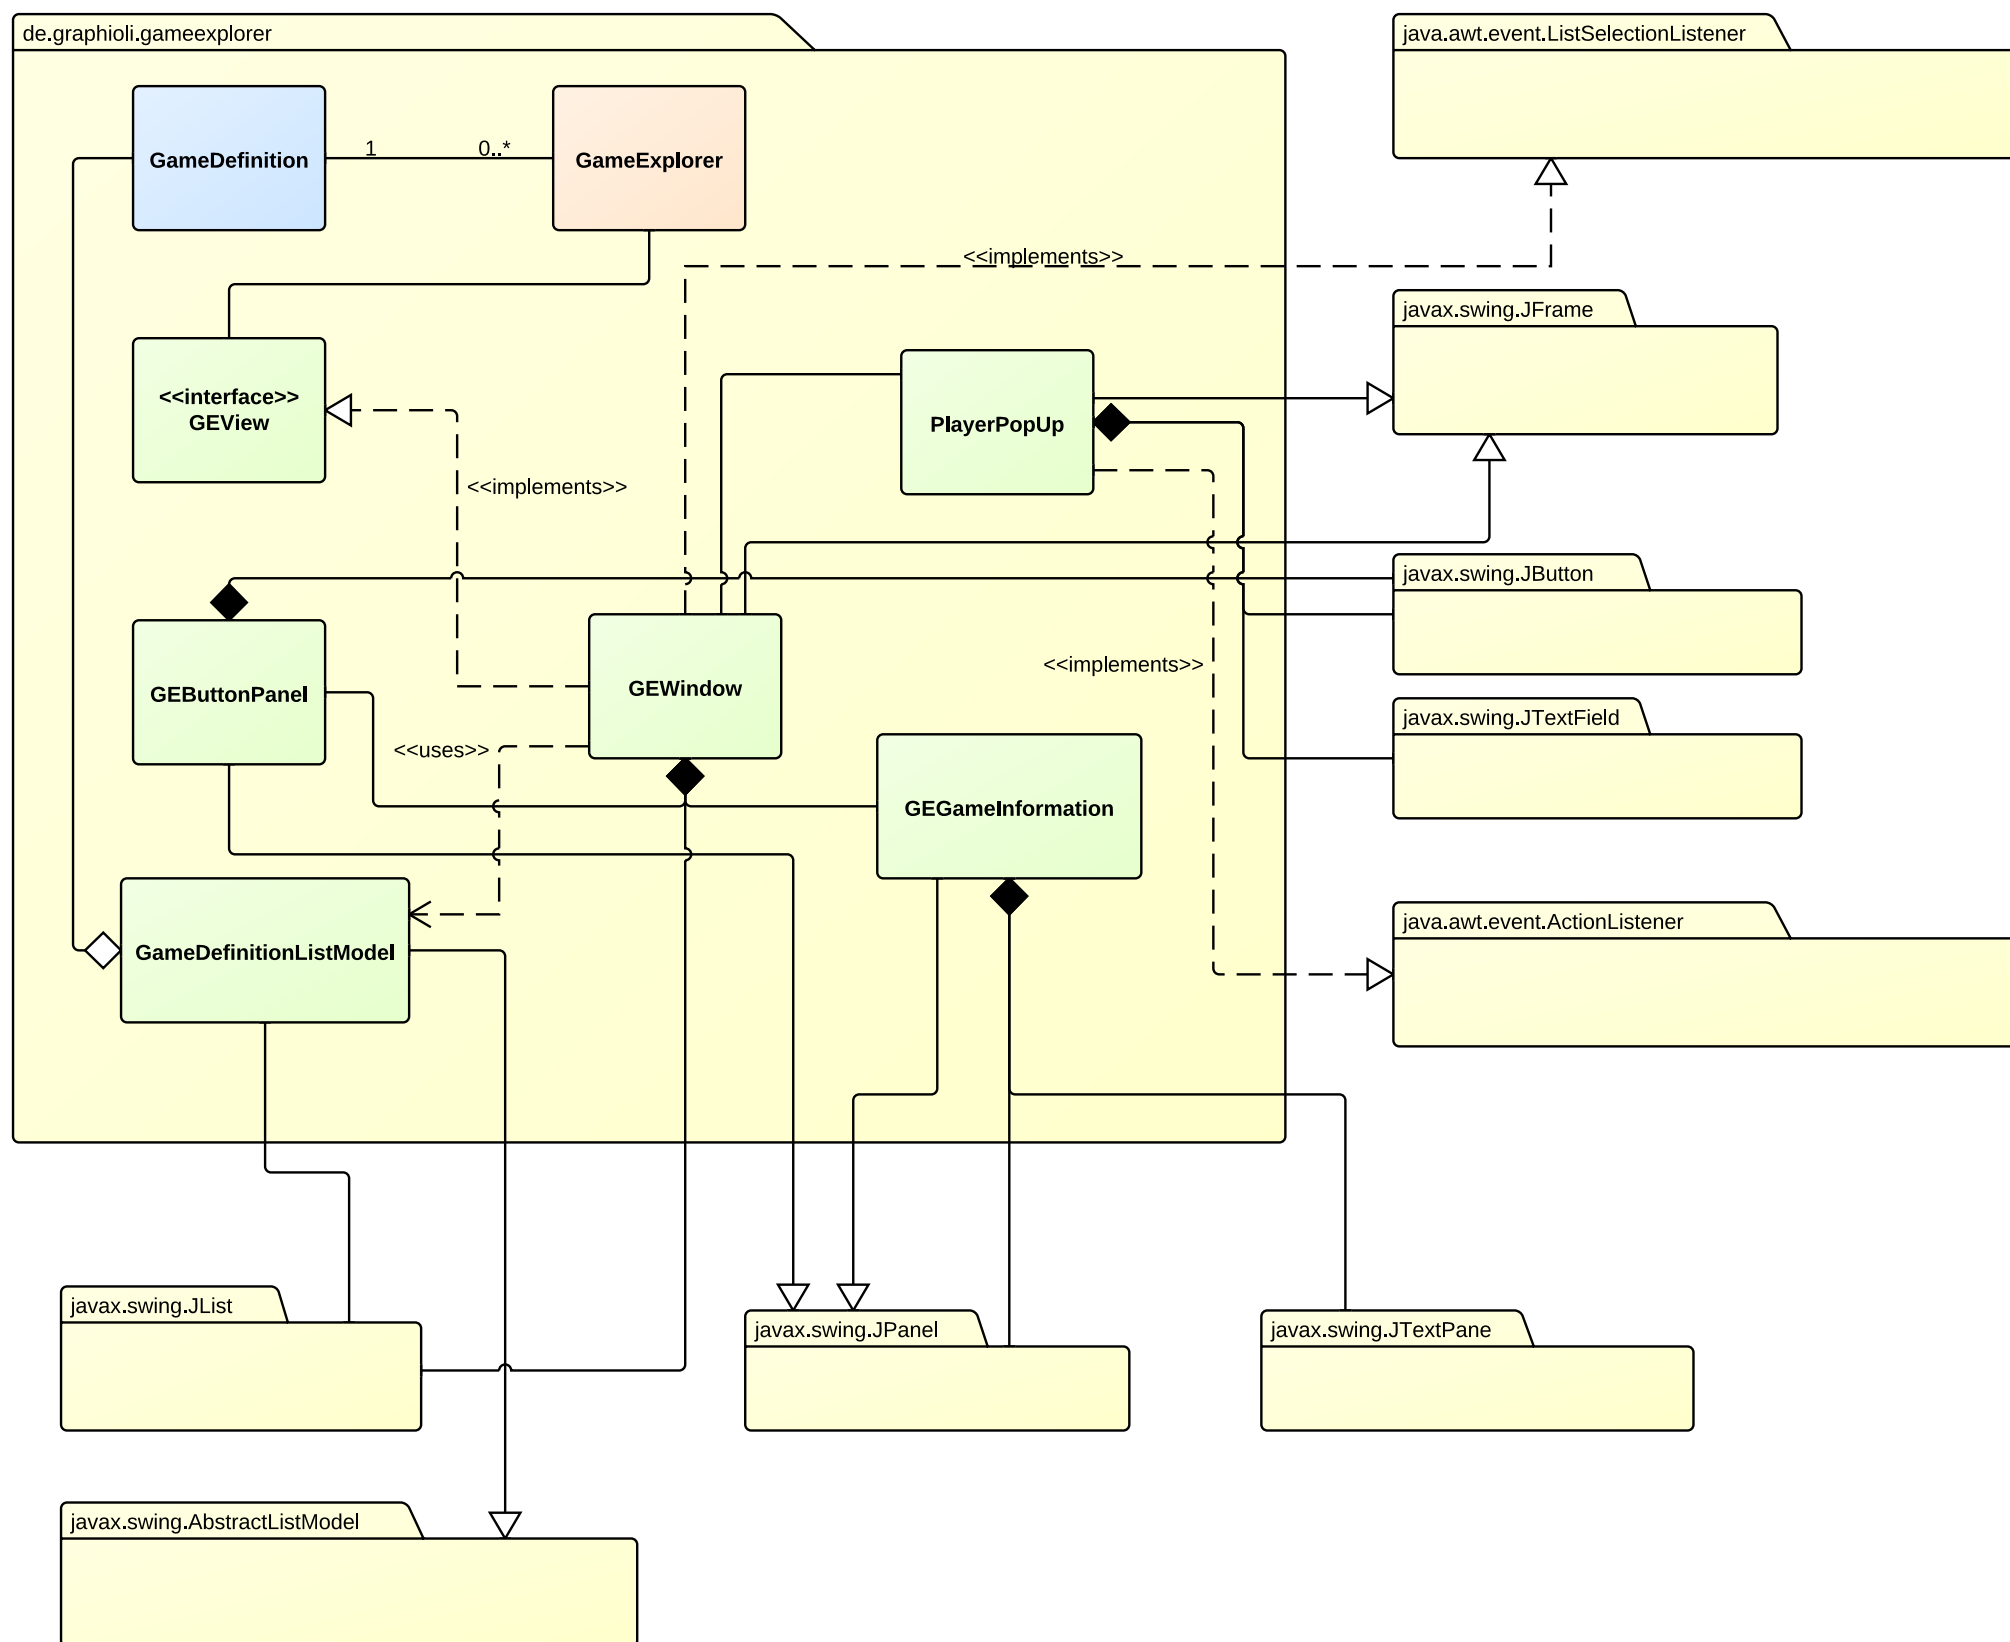 de.graphioli.gameexplorer
java.awt.event.ListSelectionListener
GameDefinition
1
0..*
GameExplorer
<<implements>>
javax.swing.JFrame
<<interface>>
GEView
PlayerPopUp
<<implements>>
javax.swing.JButton
GEButtonPanel
GEWindow
<<implements>>
javax.swing.JTextField
<<uses>>
GEGameInformation
java.awt.event.ActionListener
GameDefinitionListModel
javax.swing.JList
javax.swing.JPanel
javax.swing.JTextPane
javax.swing.AbstractListModel